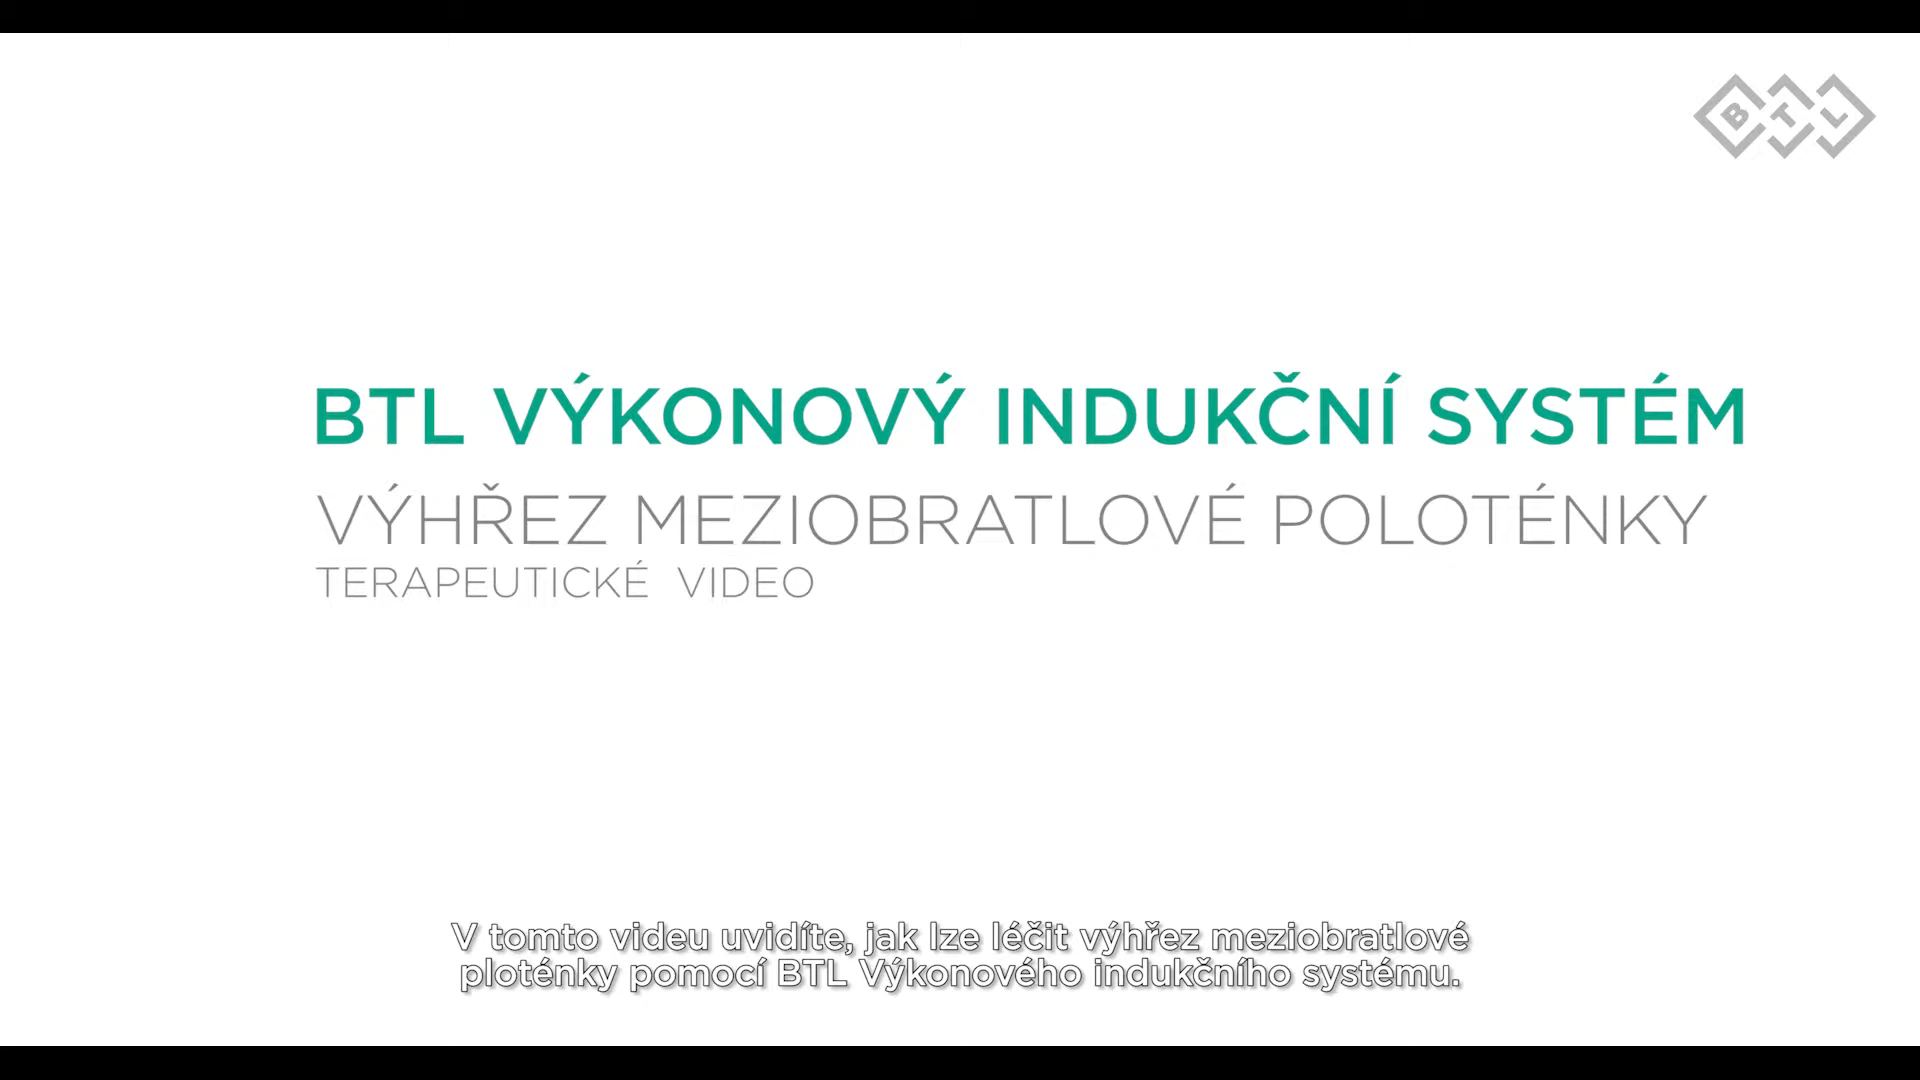 BTL
BTL VÝKONOVÝ INDUKČNÍ SYSTÉM
VÝHŘEZ MEZIOBRATLOVÉ POLOTÉNKY
TERAPEUTICKÉ VIDEO
V tomto videu uvidíte, jak lze léčit výhřez meziobratlové
ploténky pomocí BTL Výkonového indukčního systému.